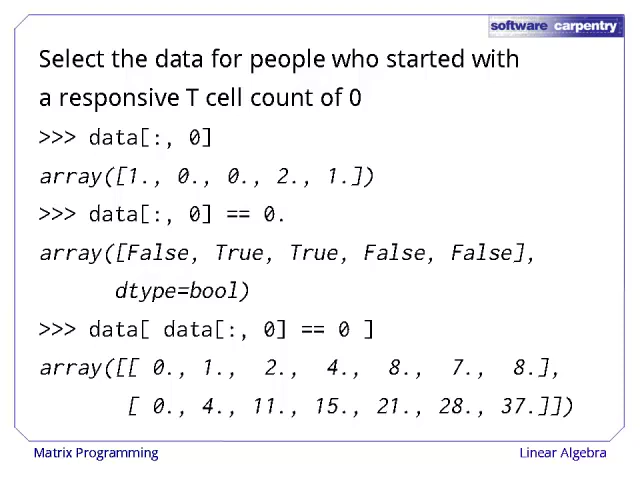 software carpentry
Select the data for people who started with
a responsive T cell count of 0
>>> data[:, 0]
array([1., 0., 0., 2., 1.])
>>> data[:, 0] == 0.
array([False, True, True, False, False],
dtype=bool)
>>> data[ data[:, 0] == 0 ]
array([[ 0., 1., 2., 4., 8., 7., 8.],
[ 0., 4., 11., 15., 21., 28., 37.]])
Matrix Programming
Linear Algebra